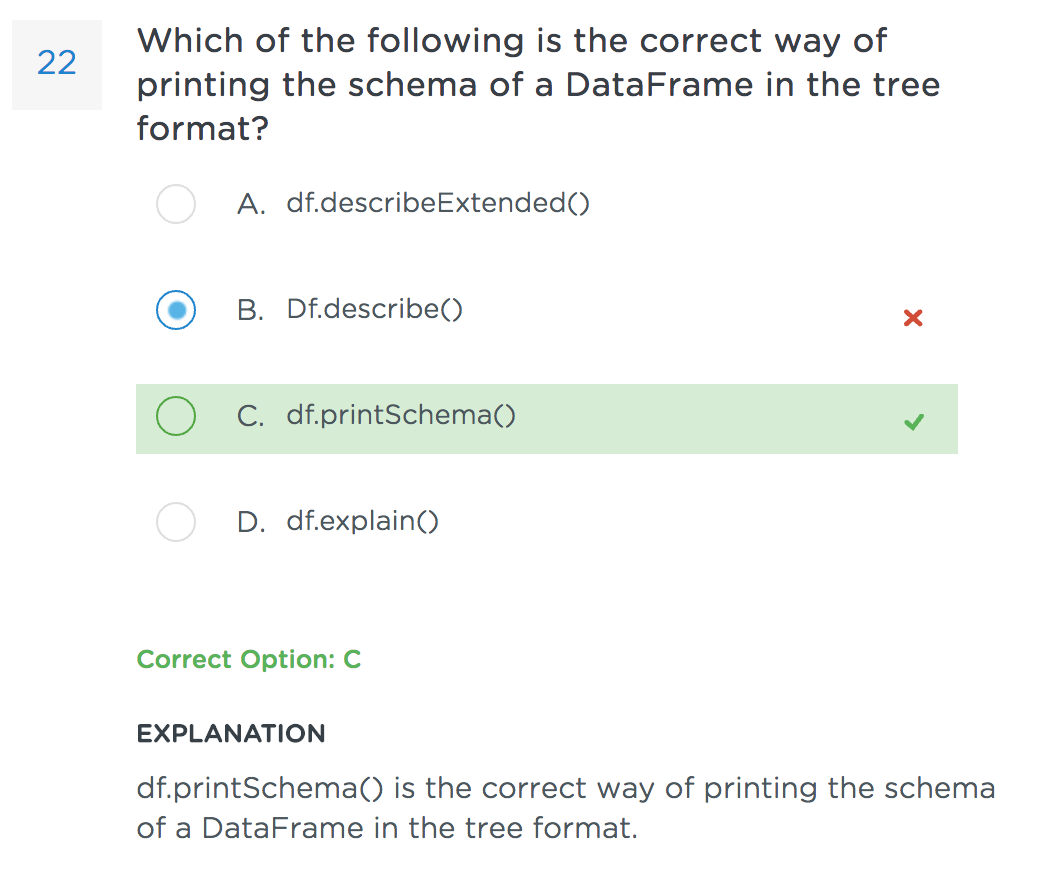 22
Which of the following is the correct way of
printing the schema of a DataFrame in the tree
format?
A. df.describeExtended()
B. Df.describe()
C. df.printSchema()
D. df.explain()
Correct Option: C
EXPLANATION
df.printSchema() is the correct way of printing the schema
of a DataFrame in the tree format.